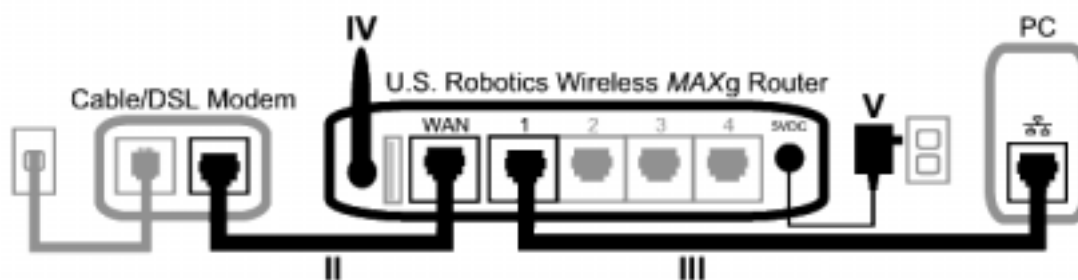 IV
PC
U.S. Robotics Wireless MAXg Router
Cable/DSL Modem
V
WAN 1 2 3 4 5VDC
II
III